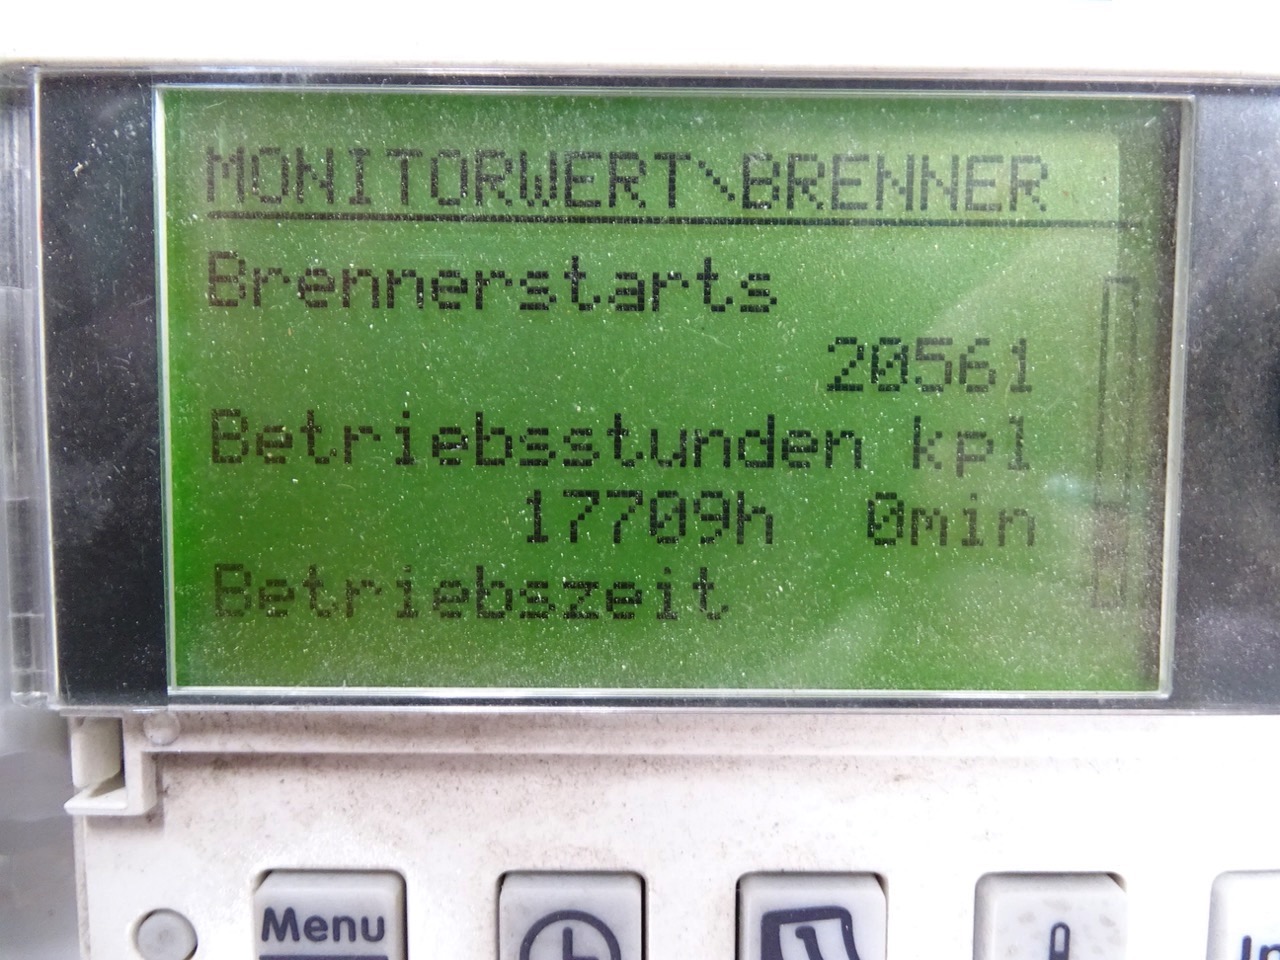 MONITORWERT\BRENNER
Brennerstarts
20561
Betriebsstunden kpl
17709h 0min
Betriebszeit
Menu